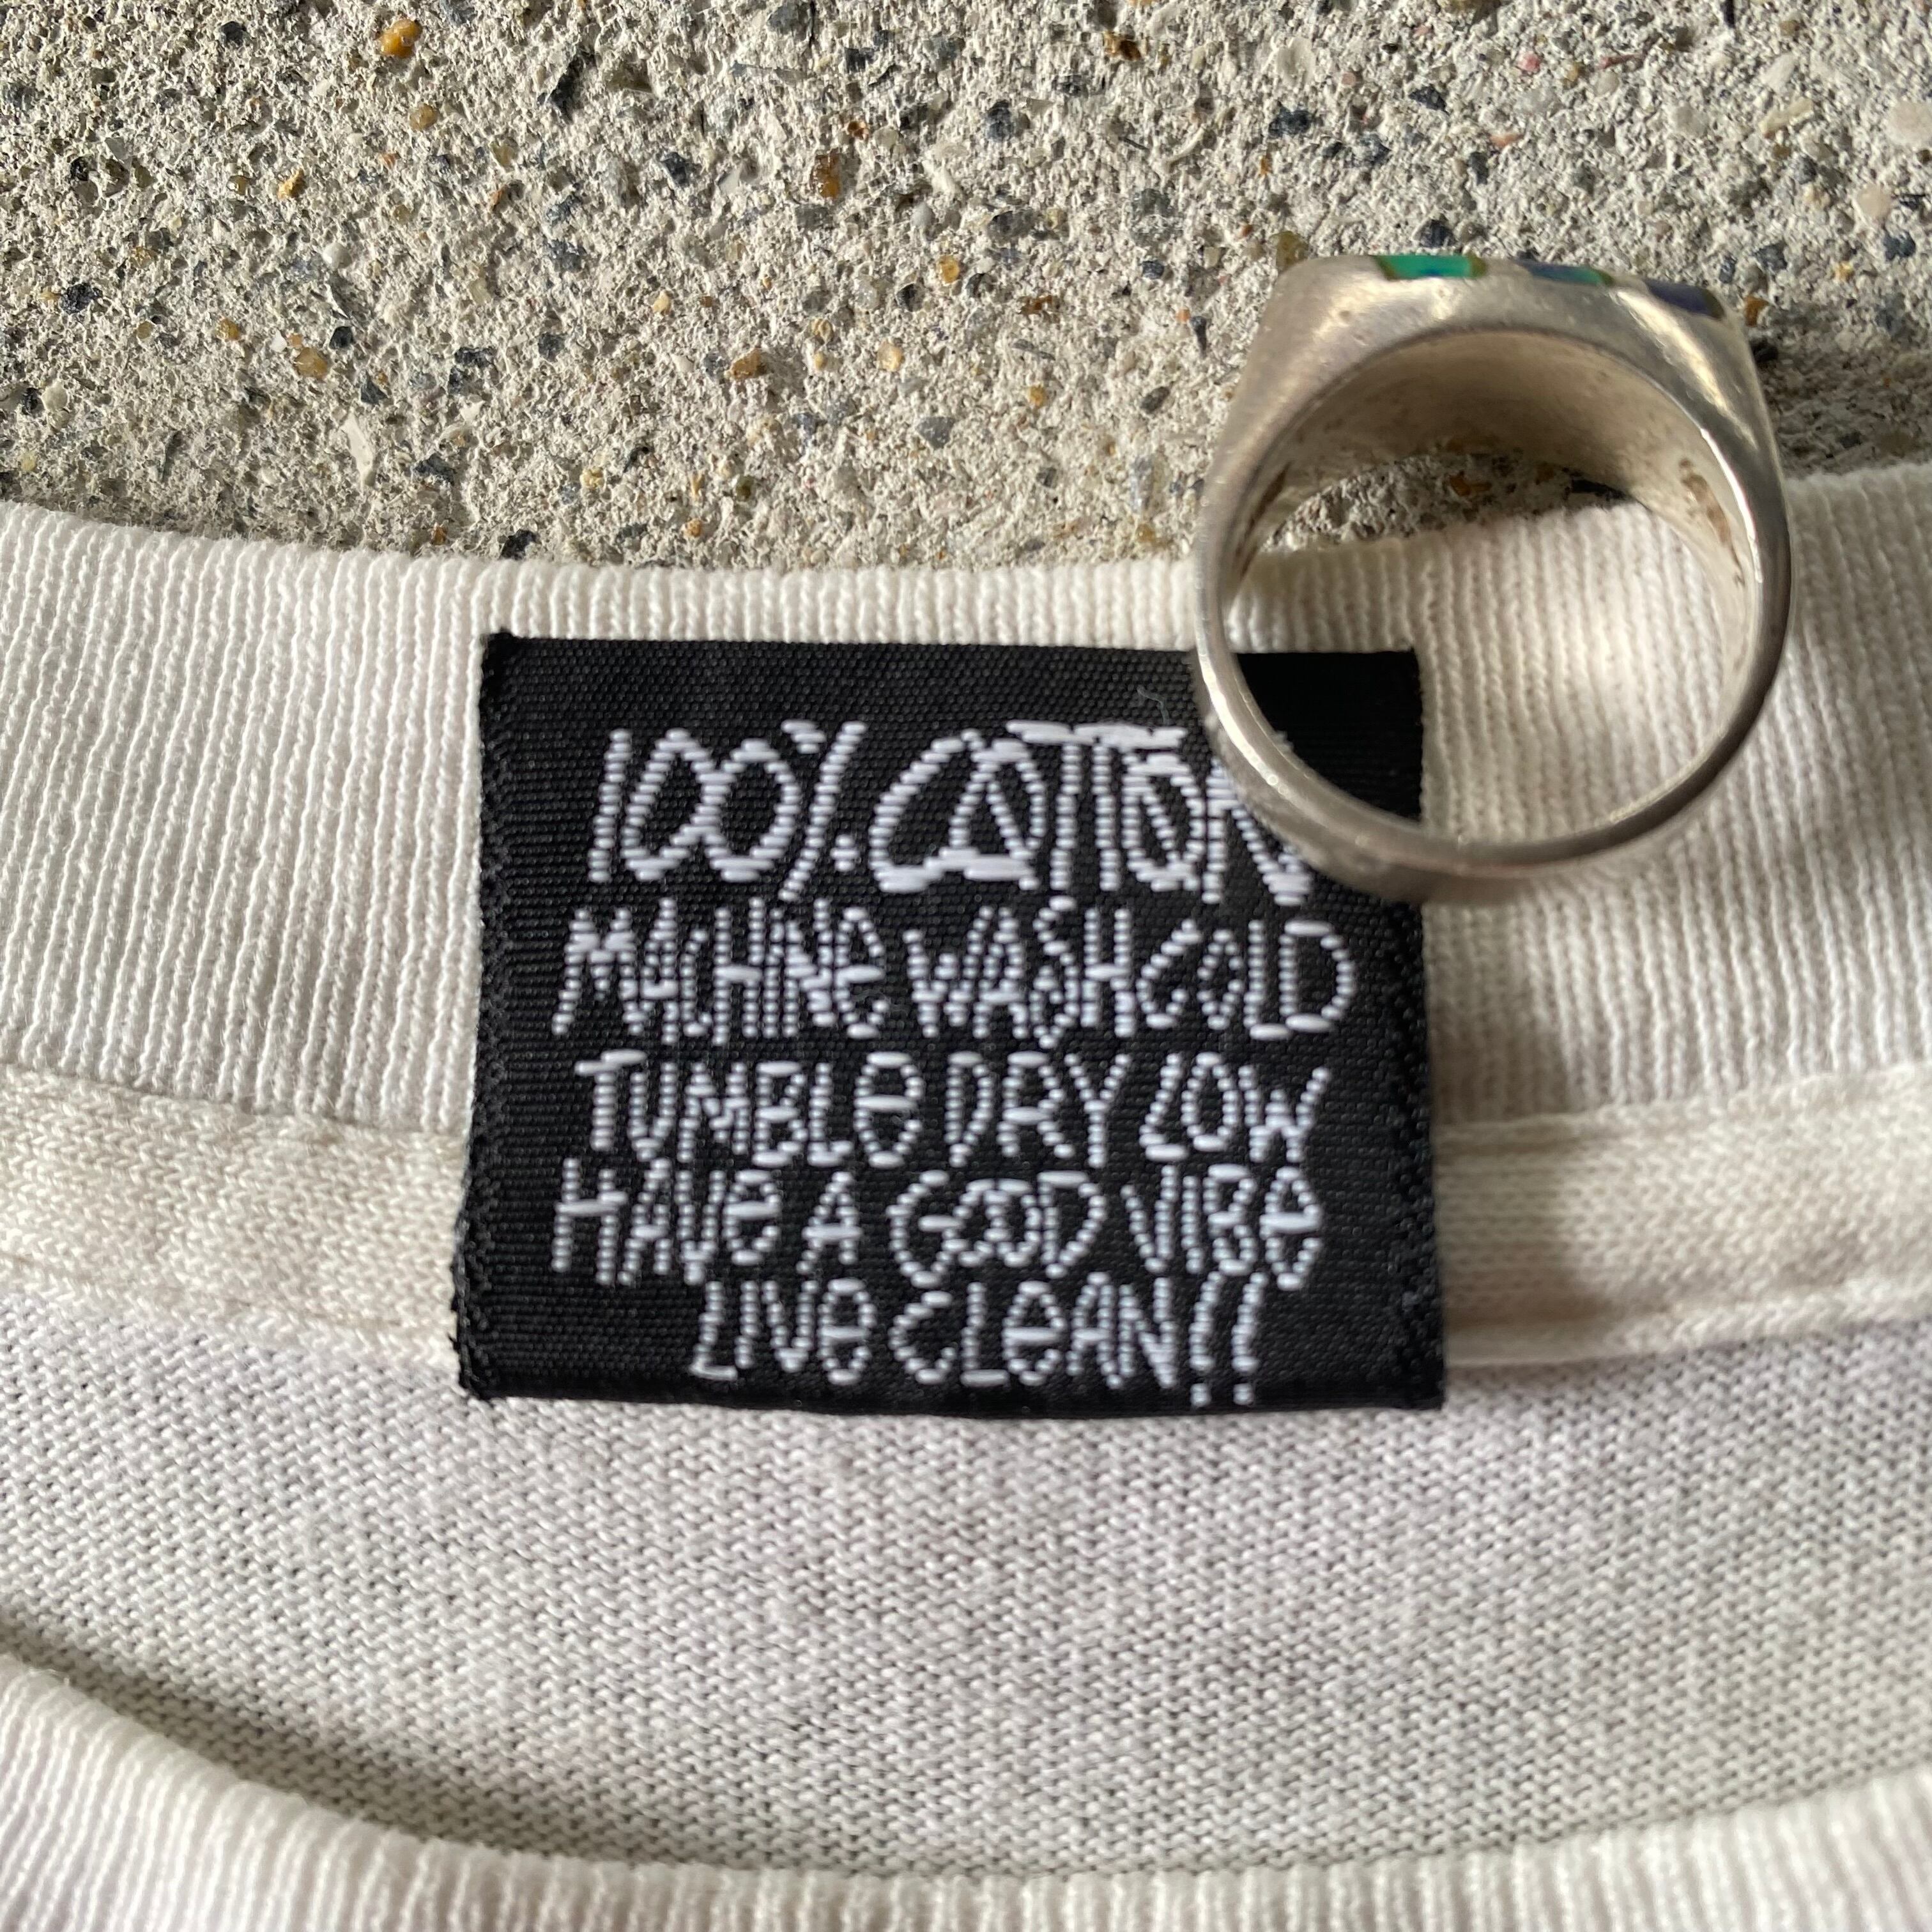 100% COTTON
MACHINE WASH COLD
TUMBLE DRY LOW
HAVE A GOOD VIBE
LIVE CLEAN!!